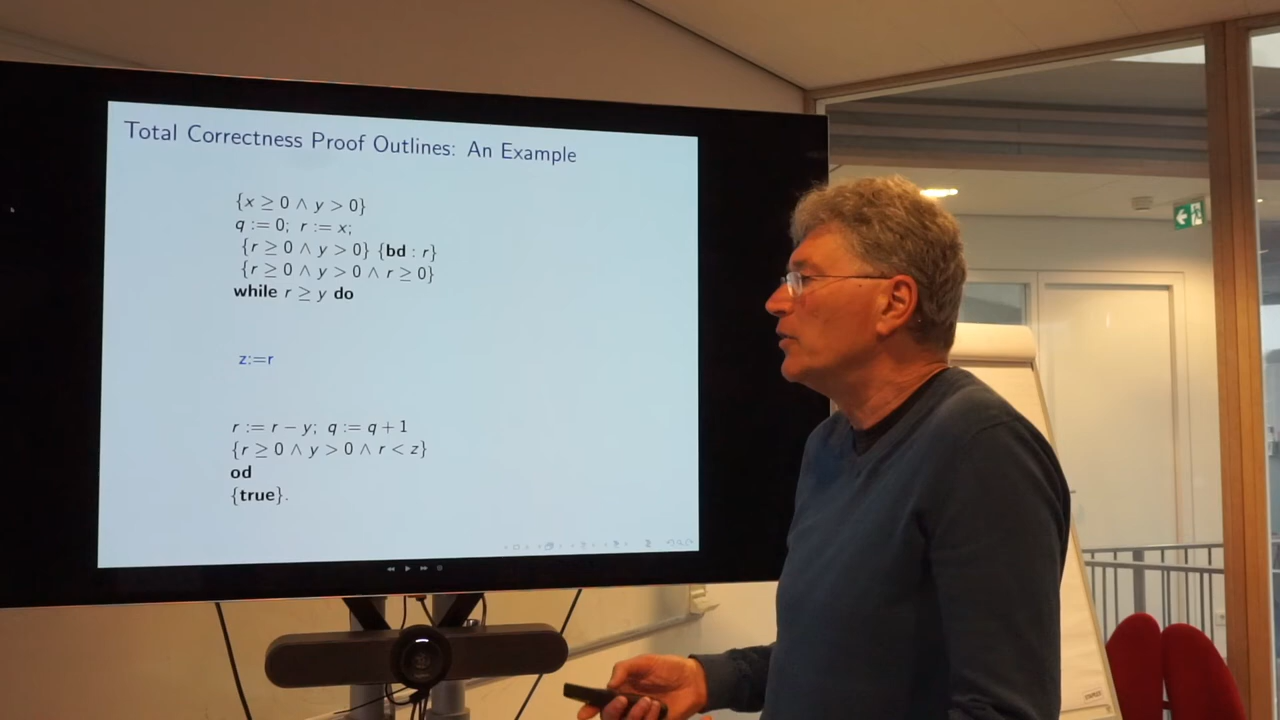 Total Correctness Proof Outlines: An Example
{x ≥ 0 ∧ y > 0}
q := 0; r := x;
{r ≥ 0 ∧ y > 0} {bd : r}
{r ≥ 0 ∧ y > 0 ∧ r ≥ 0}
while r ≥ y do
z:=r
r := r − y; q := q + 1
{r ≥ 0 ∧ y > 0 ∧ r < z}
od
{true}.